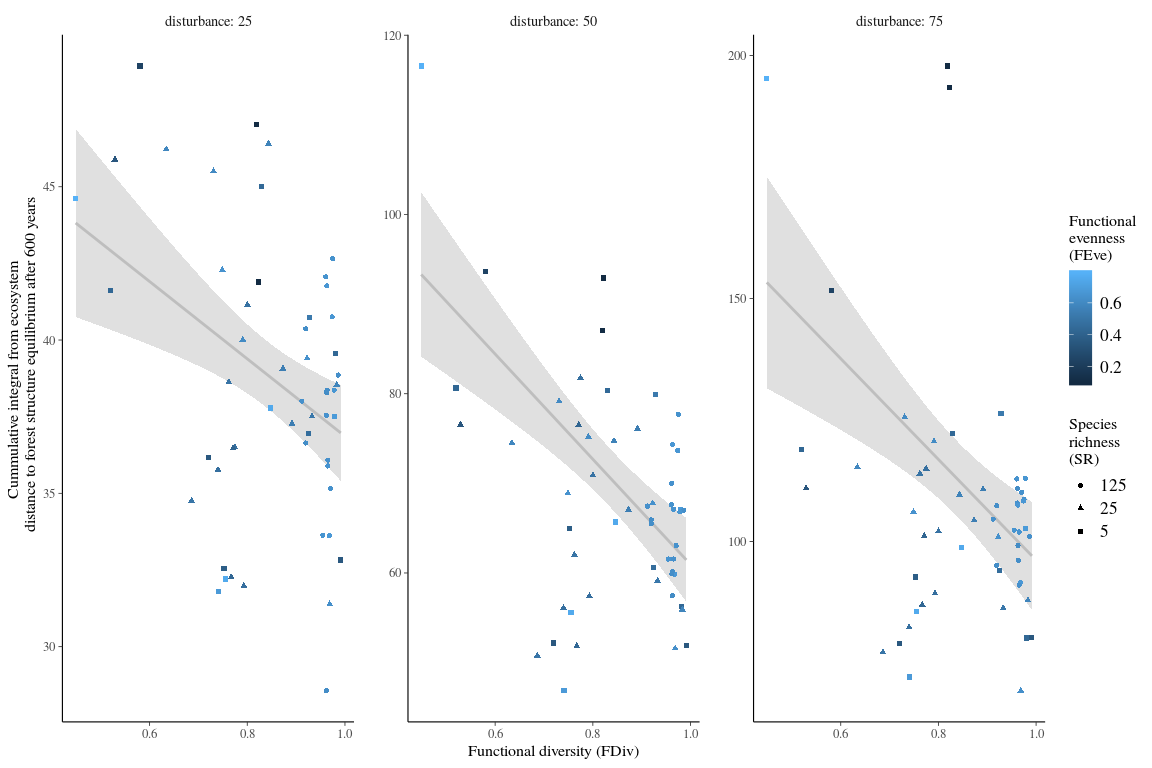 disturbance: 25
disturbance: 50
disturbance: 75
Cummulative integral from ecosystem
distance to forest structure equilibrium after 600 years
45
40
35
30
0.6
0.8
1.0
120
100
80
60
0.6
0.8
1.0
200
150
100
0.6
0.8
1.0
Functional diversity (FDiv)
Functional
evenness
(FEve)
0.6
0.4
0.2
Species
richness
(SR)
125
25
5